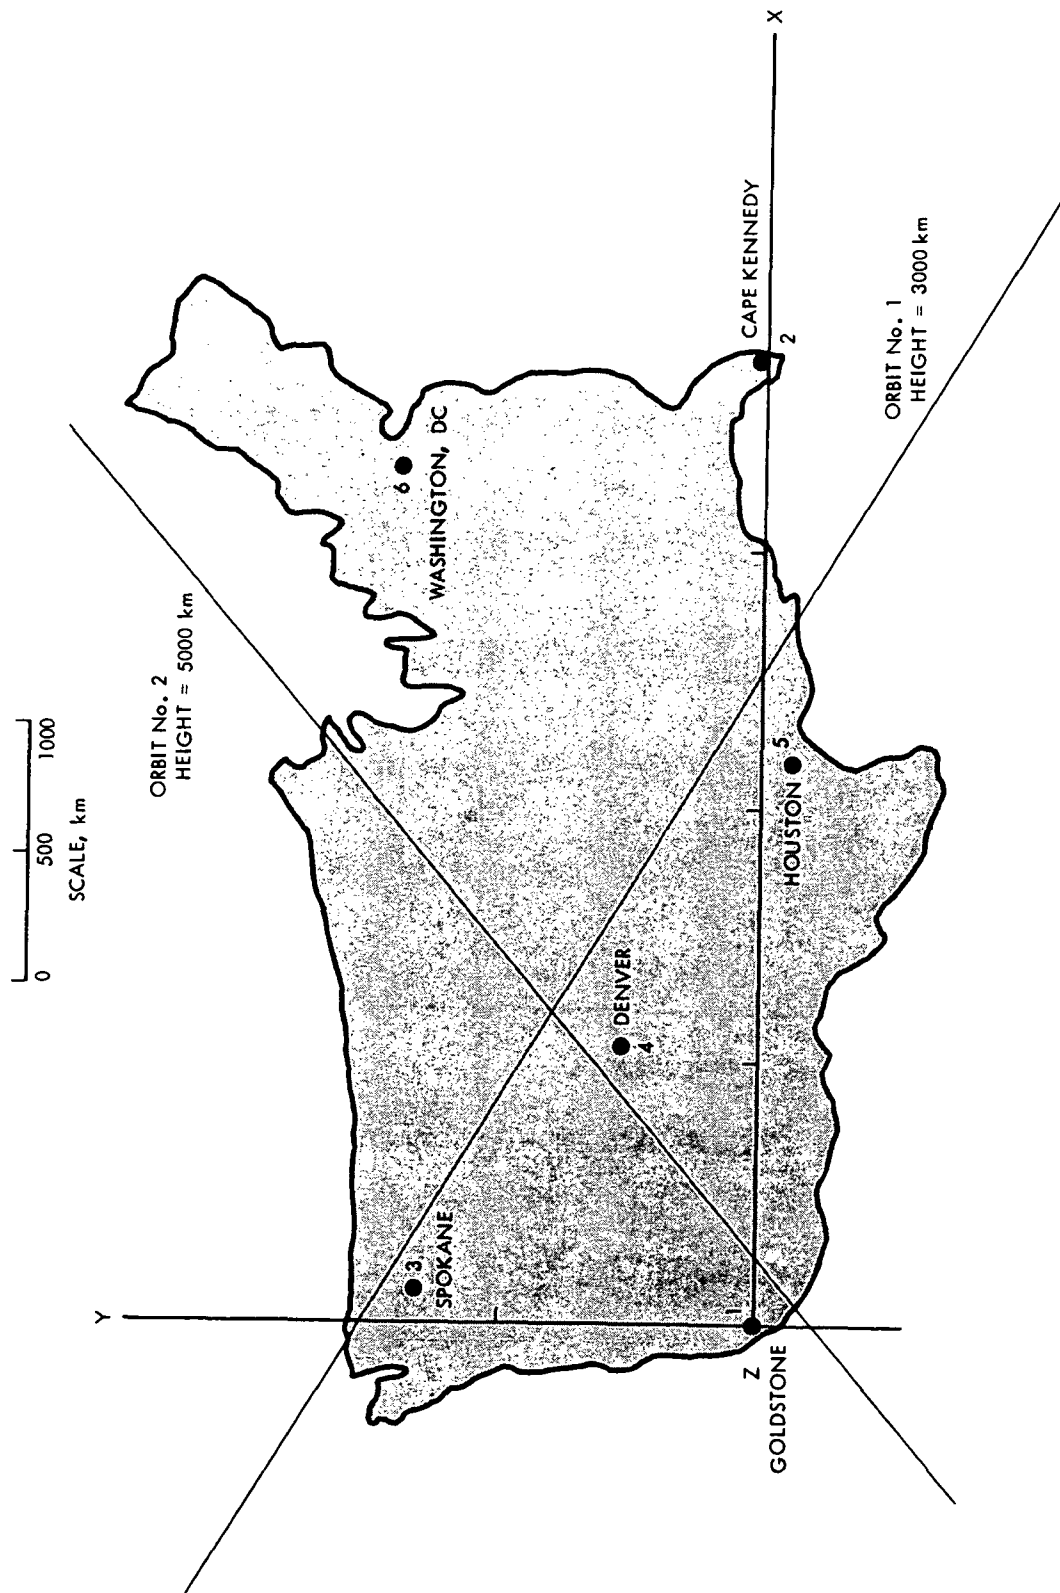 0 500 1000
SCALE, km
ORBIT No. 2
HEIGHT = 5000 km
Y
3
SPOKANE
6
WASHINGTON, DC
4
DENVER
Z
GOLDSTONE
1
HOUSTON 5
CAPE KENNEDY
2
X
ORBIT No. 1
HEIGHT = 3000 km